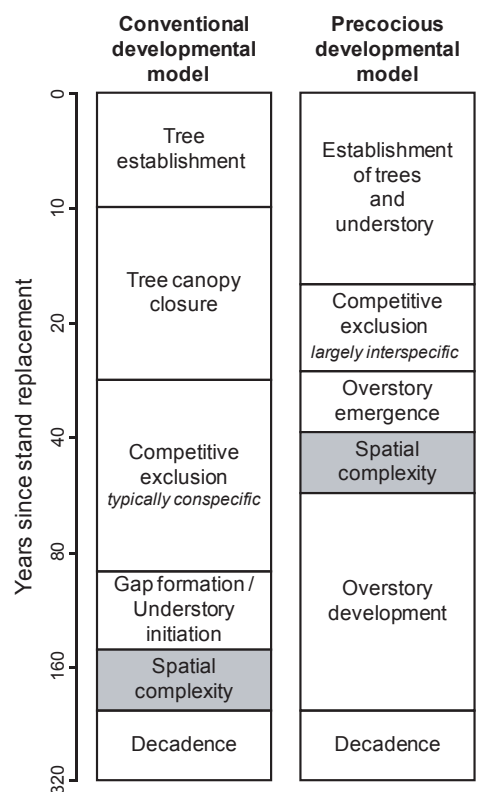 Conventional
developmental
model
Precocious
developmental
model
Years since stand replacement
0
10
20
40
80
160
320
Tree
establishment
Tree canopy
closure
Competitive
exclusion
typically conspecific
Gap formation /
Understory
initiation
Spatial
complexity
Decadence
Establishment
of trees
and
understory
Competitive
exclusion
largely interspecific
Overstory
emergence
Spatial
complexity
Overstory
development
Decadence